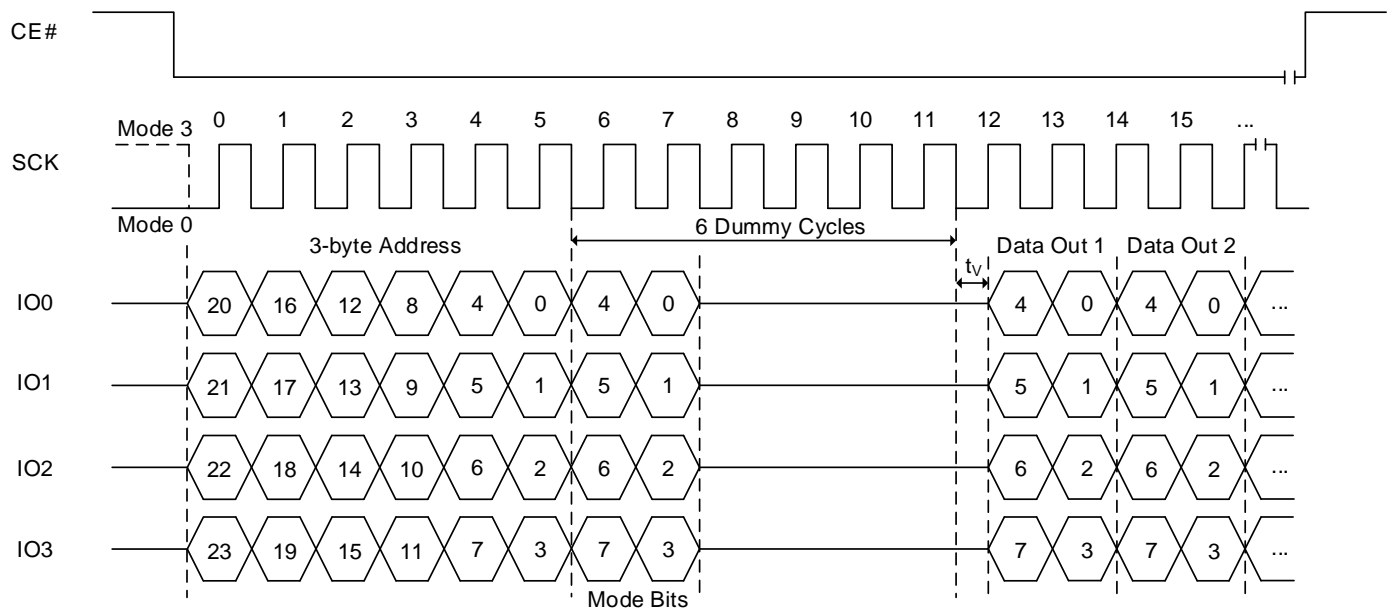 CE#
Mode 3 0 1 2 3 4 5 6 7 8 9 10 11 12 13 14 15 ...
SCK
Mode 0
6 Dummy Cycles
3-byte Address Data Out 1 Data Out 2
tV
IO0 20 16 12 8 4 0 4 0 4 0 4 0 ...
IO1 21 17 13 9 5 1 5 1 5 1 5 1 ...
IO2 22 18 14 10 6 2 6 2 6 2 6 2 ...
IO3 23 19 15 11 7 3 7 3 7 3 7 3 ...
Mode Bits